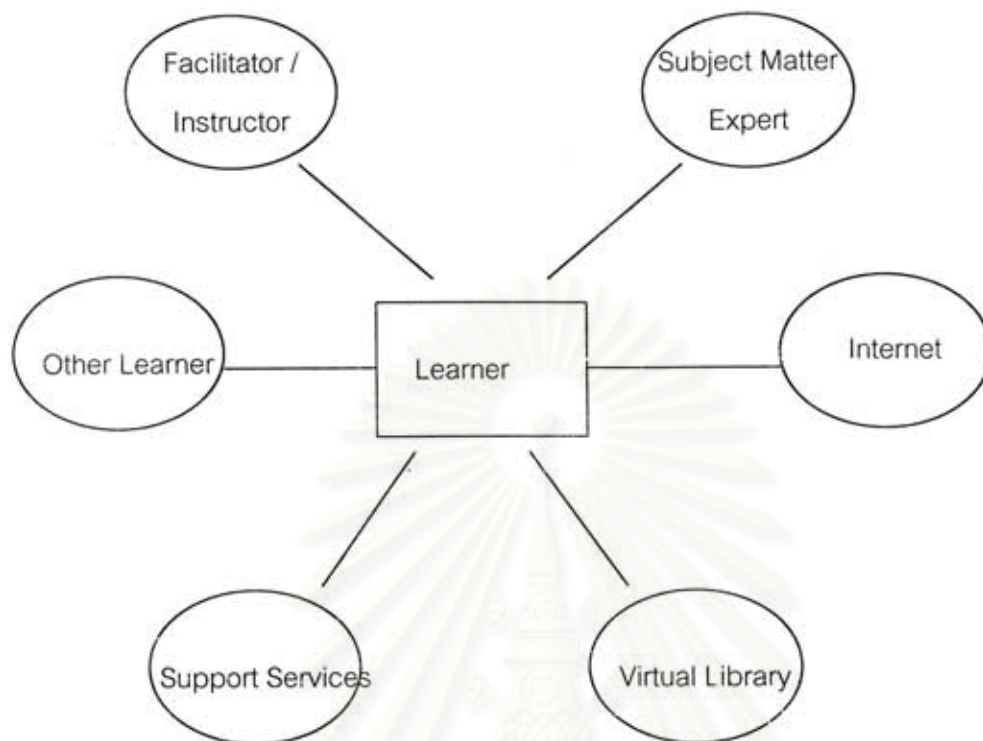 Facilitator /
Instructor
Subject Matter
Expert
Other Learner
Learner
Internet
Support Services
Virtual Library